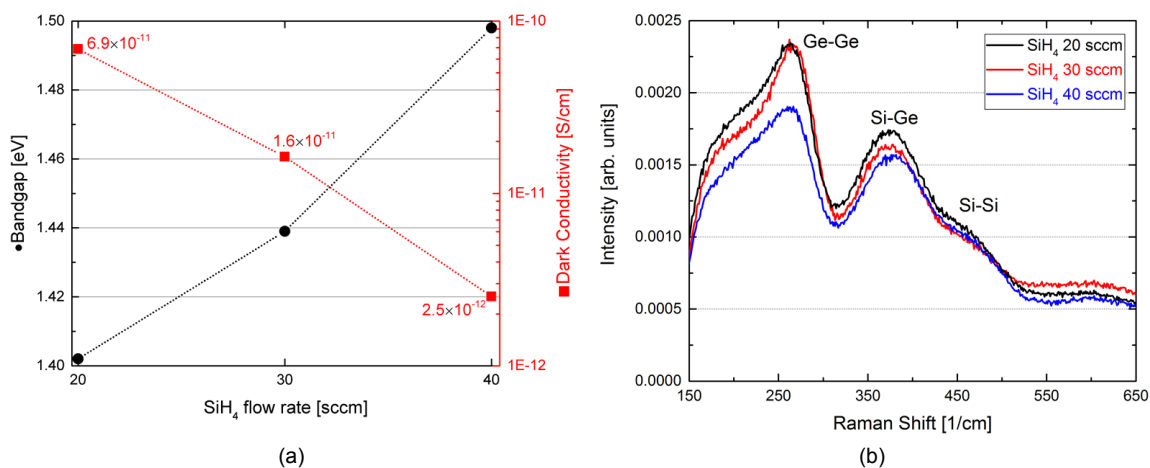 1.50
1.48
1.46
1.44
1.42
1.40
●Bandgap [eV]
6.9×10⁻¹¹
1.6×10⁻¹¹
2.5×10⁻¹²
1E-10
1E-11
1E-12
■Dark Conductivity [S/cm]
20
30
40
SiH₄ flow rate [sccm]
(a)
0.0025
0.0020
0.0015
0.0010
0.0005
0.0000
Intensity [arb. units]
Ge-Ge
Si-Ge
Si-Si
SiH₄ 20 sccm
SiH₄ 30 sccm
SiH₄ 40 sccm
150
250
350
450
550
650
Raman Shift [1/cm]
(b)